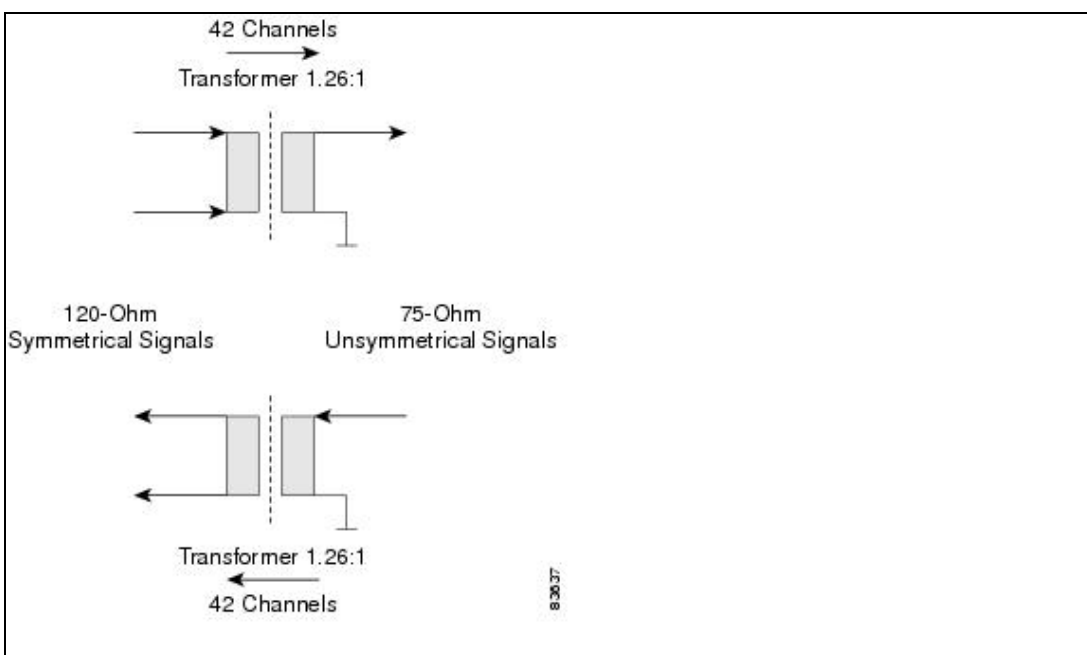 42 Channels
Transformer 1.26:1
120-Ohm
Symmetrical Signals
75-Ohm
Unsymmetrical Signals
Transformer 1.26:1
42 Channels
83637